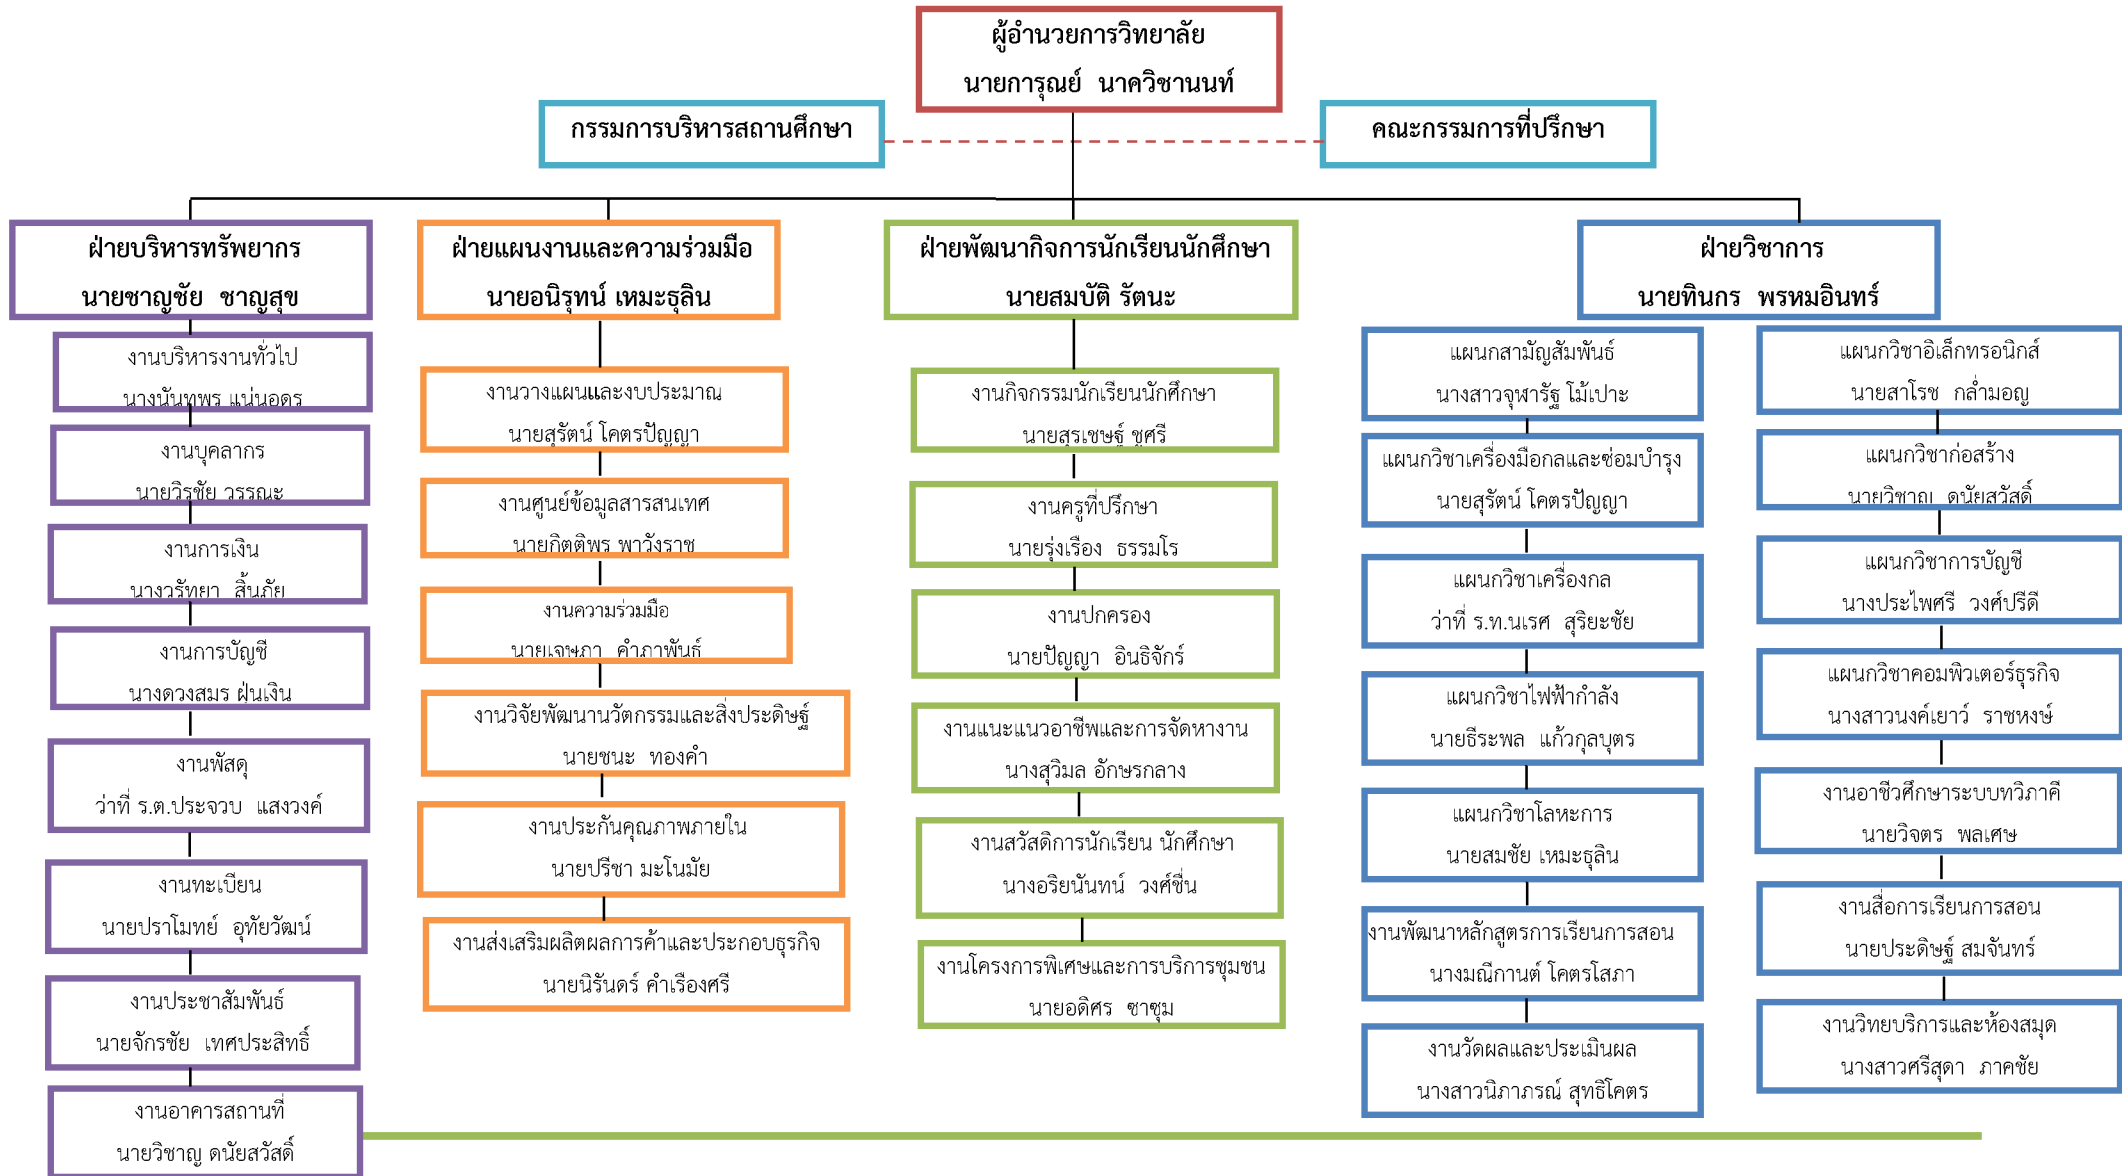 ผู้อำนวยการวิทยาลัย
นายการุณย์ นาควิชานนท์
กรรมการบริหารสถานศึกษา
คณะกรรมการที่ปรึกษา
ฝ่ายบริหารทรัพยากร
นายชาญชัย ชาญสุข
งานบริหารงานทั่วไป
นางนันทพร แน่นอดร
งานบุคลากร
นายวิรชัย วรรณะ
งานการเงิน
นางวรัทยา สิ้นภัย
งานการบัญชี
นางดวงสมร ฝุ่นเงิน
งานพัสดุ
ว่าที่ ร.ต.ประจวบ แสงวงค์
งานทะเบียน
นายปราโมทย์ อุทัยวัฒน์
งานประชาสัมพันธ์
นายจักรชัย เทศประสิทธิ์
งานอาคารสถานที่
นายวิชาญ ดนัยสวัสดิ์
ฝ่ายแผนงานและความร่วมมือ
นายอนิรุทน์ เหมะธุลิน
งานวางแผนและงบประมาณ
นายสุรัตน์ โคตรปัญญา
งานศูนย์ข้อมูลสารสนเทศ
นายกิตติพร พาวังราช
งานความร่วมมือ
นายเจษฎา คำภาพันธ์
งานวิจัยพัฒนานวัตกรรมและสิ่งประดิษฐ์
นายชนะ ทองคำ
งานประกันคุณภาพภายใน
นายปรีชา มะโนมัย
งานส่งเสริมผลิตผลการค้าและประกอบธุรกิจ
นายนิรันดร์ คำเรืองศรี
ฝ่ายพัฒนากิจการนักเรียนนักศึกษา
นายสมบัติ รัตนะ
งานกิจกรรมนักเรียนนักศึกษา
นายสุรเชษฐ์ ชูศรี
งานครูที่ปรึกษา
นายรุ่งเรือง ธรรมโร
งานปกครอง
นายปัญญา อินธิจักร์
งานแนะแนวอาชีพและการจัดหางาน
นางสุวิมล อักษรกลาง
งานสวัสดิการนักเรียน นักศึกษา
นางอริยนันทน์ วงศ์ชื่น
งานโครงการพิเศษและการบริการชุมชน
นายอดิศร ซาซุม
ฝ่ายวิชาการ
นายทินกร พรหมอินทร์
แผนกสามัญสัมพันธ์
นางสาวจุฬารัฐ โม้เปาะ
แผนกวิชาเครื่องมือกลและซ่อมบำรุง
นายสุรัตน์ โคตรปัญญา
แผนกวิชาเครื่องกล
ว่าที่ ร.ท.นเรศ สุริยะชัย
แผนกวิชาไฟฟ้ากำลัง
นายธีระพล แก้วกุลบุตร
แผนกวิชาโลหะการ
นายสมชัย เหมะธุลิน
งานพัฒนาหลักสูตรการเรียนการสอน
นางมณีกานต์ โคตรโสภา
งานวัดผลและประเมินผล
นางสาวนิภาภรณ์ สุทธิโคตร
แผนกวิชาอิเล็กทรอนิกส์
นายสาโรช กล่ำมอญ
แผนกวิชาก่อสร้าง
นายวิชาญ ดนัยสวัสดิ์
แผนกวิชาการบัญชี
นางประไพศรี วงศ์ปรีดี
แผนกวิชาคอมพิวเตอร์ธุรกิจ
นางสาวนงค์เยาว์ ราชหงษ์
งานอาชีวศึกษาระบบทวิภาคี
นายวิจตร พลเศษ
งานสื่อการเรียนการสอน
นายประดิษฐ์ สมจันทร์
งานวิทยบริการและห้องสมุด
นางสาวศรีสุดา ภาคชัย